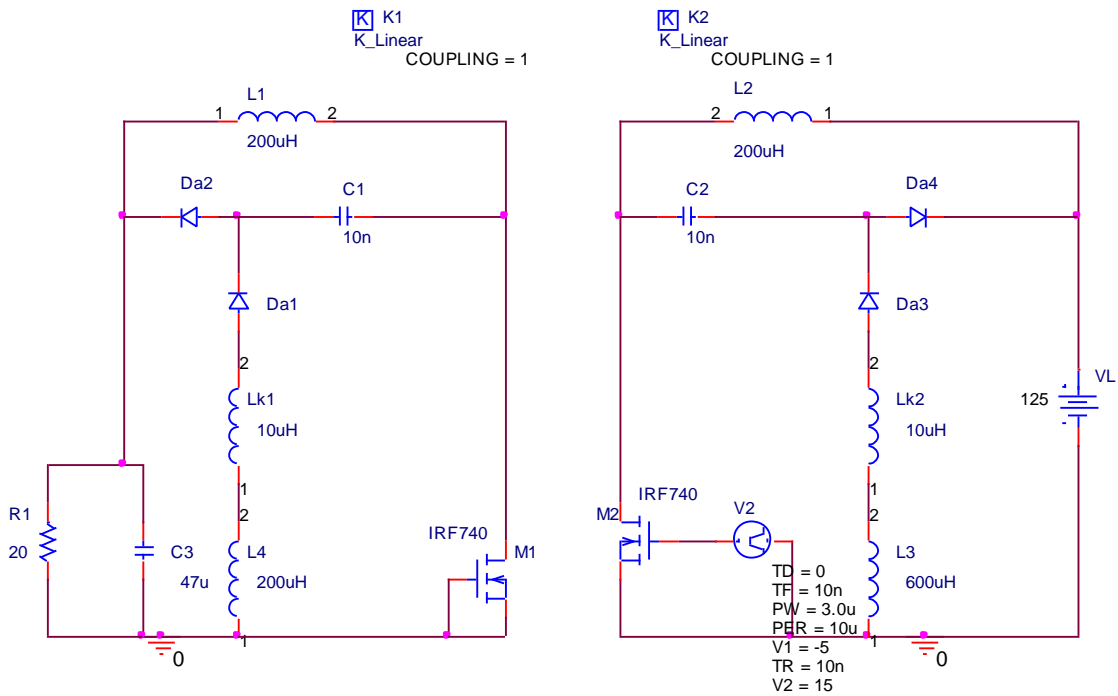 K K1
K_Linear
COUPLING = 1
K K2
K_Linear
COUPLING = 1
L1
1 2
200uH
L2
2 1
200uH
Da2
C1
10n
C2
10n
Da4
Da1
Da3
2
Lk1
10uH
1
2
Lk2
10uH
1
125
VL
R1
20
C3
47u
2
L4
200uH
1
IRF740
M1
0
IRF740
M2
V2
TD = 0
TF = 10n
PW = 3.0u
PER = 10u
V1 = -5
TR = 10n
V2 = 15
2
L3
600uH
1
0